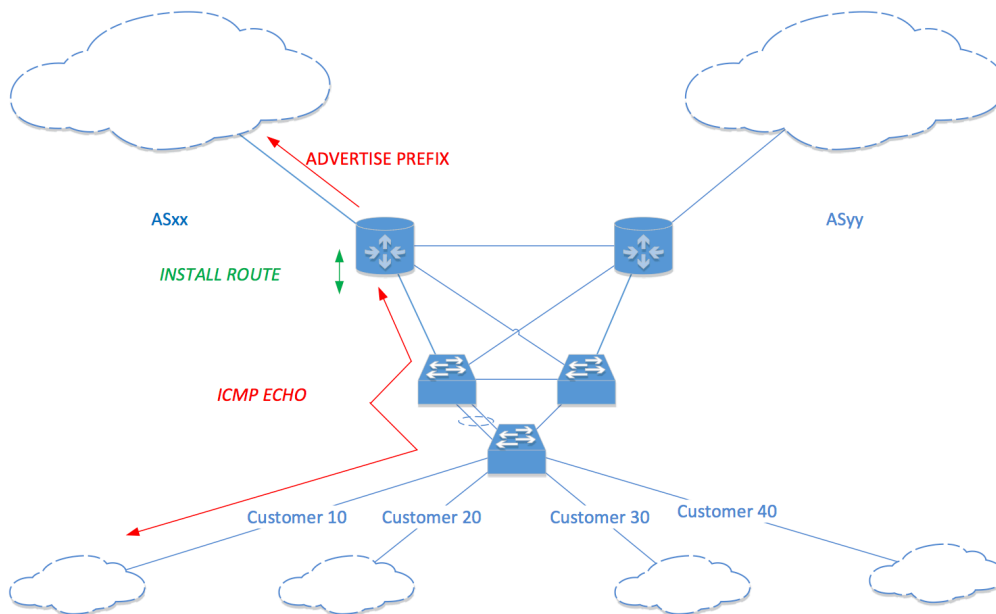 ADVERTISE PREFIX
ASxx
ASyy
INSTALL ROUTE
ICMP ECHO
Customer 10
Customer 20
Customer 30
Customer 40